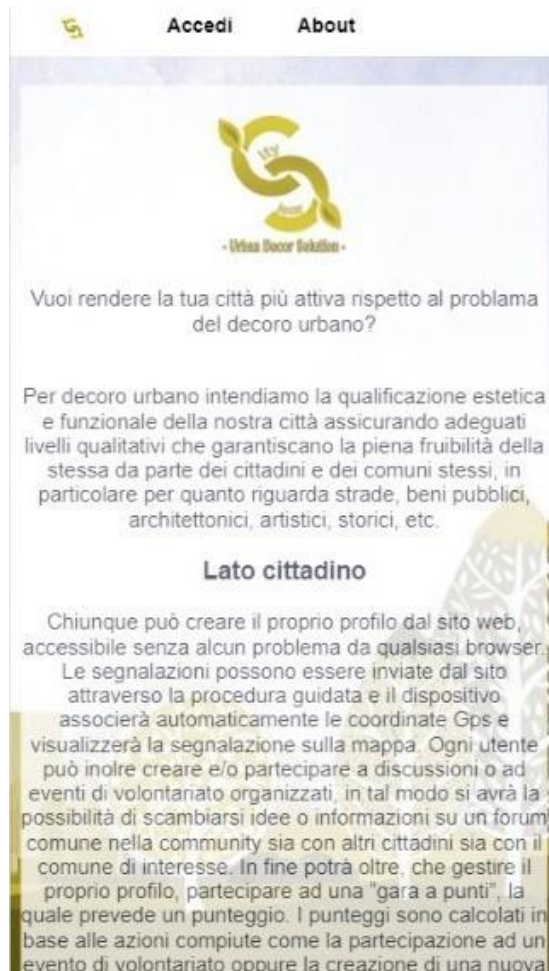 Accedi About
ity
- Urban Decor Solution -
Vuoi rendere la tua città più attiva rispetto al problama
del decoro urbano?
Per decoro urbano intendiamo la qualificazione estetica
e funzionale della nostra città assicurando adeguati
livelli qualitativi che garantiscano la piena fruibilità della
stessa da parte dei cittadini e dei comuni stessi, in
particolare per quanto riguarda strade, beni pubblici,
architettonici, artistici, storici, etc.
Lato cittadino
Chiunque può creare il proprio profilo dal sito web,
accessibile senza alcun problema da qualsiasi browser.
Le segnalazioni possono essere inviate dal sito
attraverso la procedura guidata e il dispositivo
associerà automaticamente le coordinate Gps e
visualizzerà la segnalazione sulla mappa. Ogni utente
può inolre creare e/o partecipare a discussioni o ad
eventi di volontariato organizzati, in tal modo si avrà la
possibilità di scambiarsi idee o informazioni su un forum
comune nella community sia con altri cittadini sia con il
comune di interesse. In fine potrà oltre, che gestire il
proprio profilo, partecipare ad una "gara a punti", la
quale prevede un punteggio. I punteggi sono calcolati in
base alle azioni compiute come la partecipazione ad un
evento di volontariato oppure la creazione di una nuova